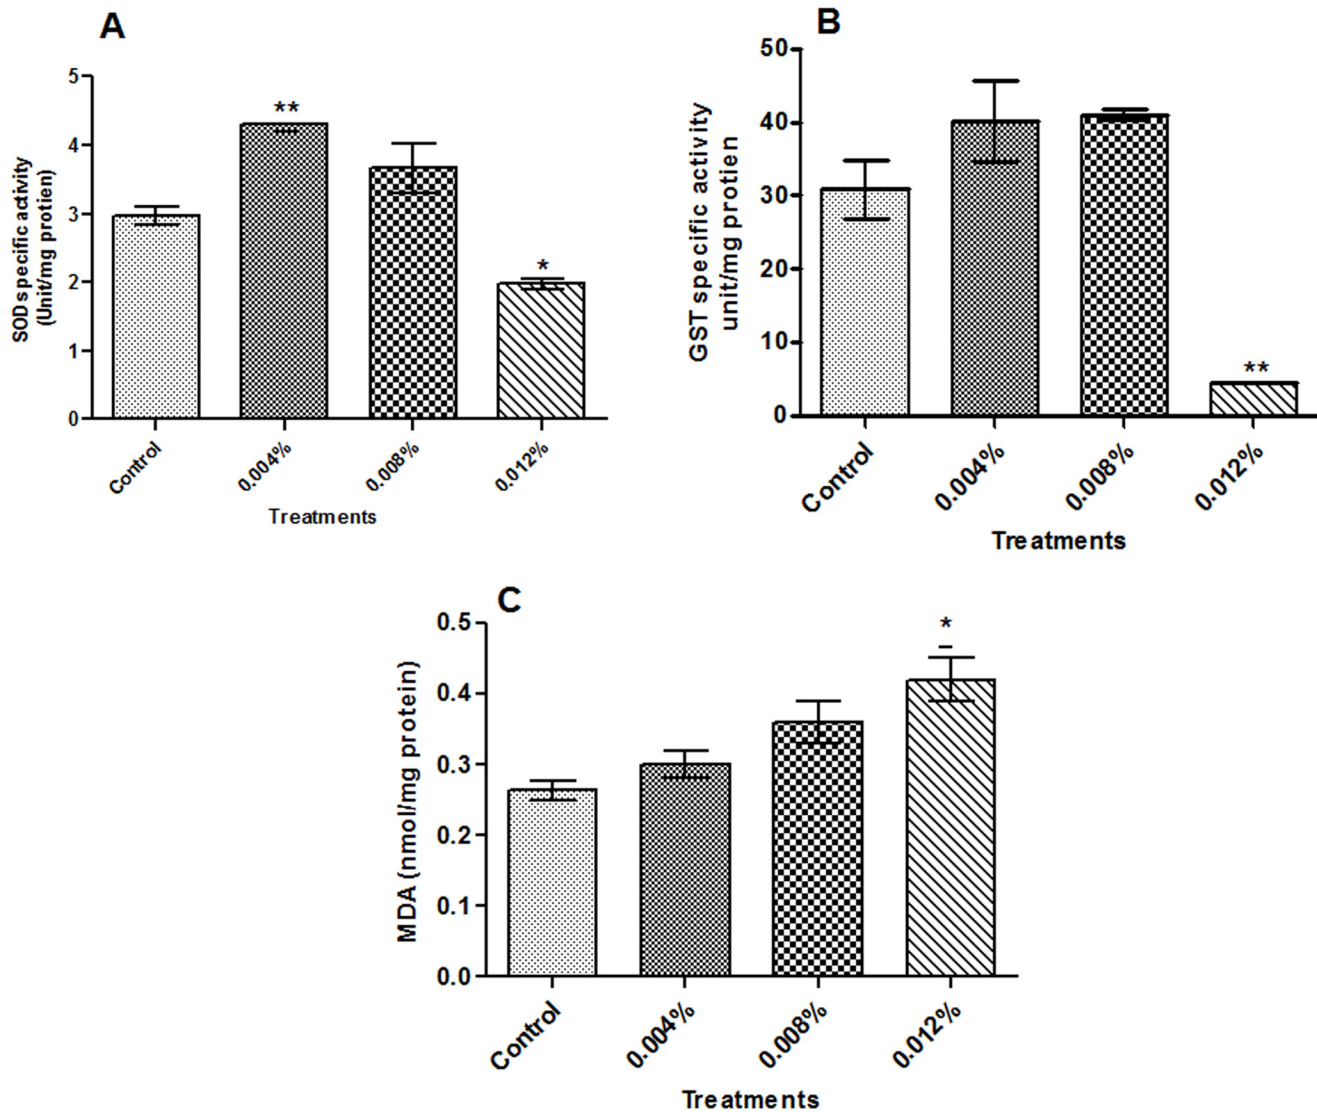 A
SOD specific activity
(Unit/mg protien)
5
4
3
2
1
0
**
*
Control
0.004%
0.008%
0.012%
Treatments
B
GST specific activity
unit/mg protien
50
40
30
20
10
0
**
Control
0.004%
0.008%
0.012%
Treatments
C
MDA (nmol/mg protein)
0.5
0.4
0.3
0.2
0.1
0.0
*
Control
0.004%
0.008%
0.012%
Treatments